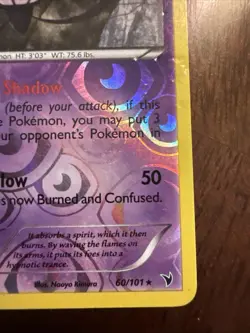 mon HT: 3'03" WT: 75.6 lbs.
Shadow
(before your attack), if this
Pokémon, you may put 3
our opponent's Pokémon in
low 50
s now Burned and Confused.
It absorbs a spirit, which it then
burns. By waving the flames on
its arms, it puts its foes into a
hypnotic trance.
Illus. Naoyo Kimura
60/101★